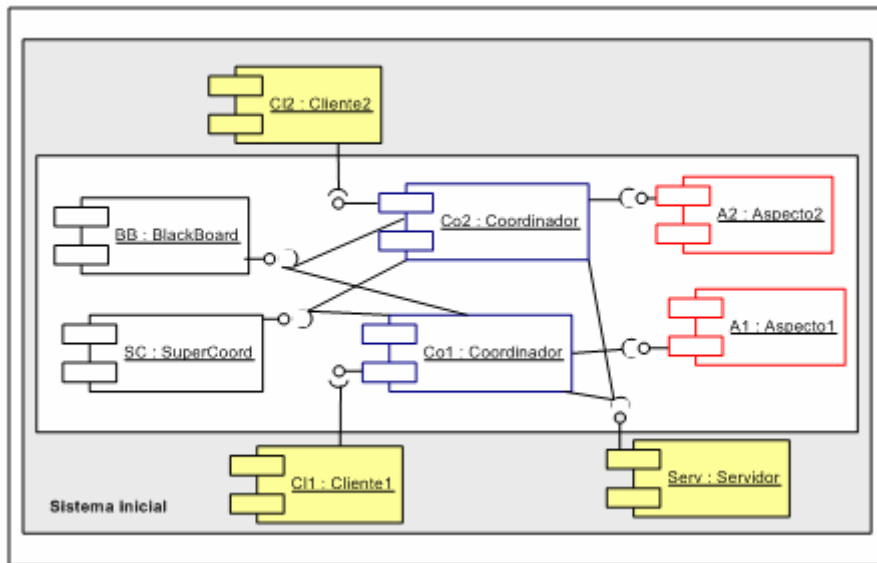 Cl2 : Cliente2
BB : BlackBoard
Co2 : Coordinador
A2 : Aspecto2
SC : SuperCoord
Co1 : Coordinador
A1 : Aspecto1
Cl1 : Cliente1
Serv : Servidor
Sistema inicial